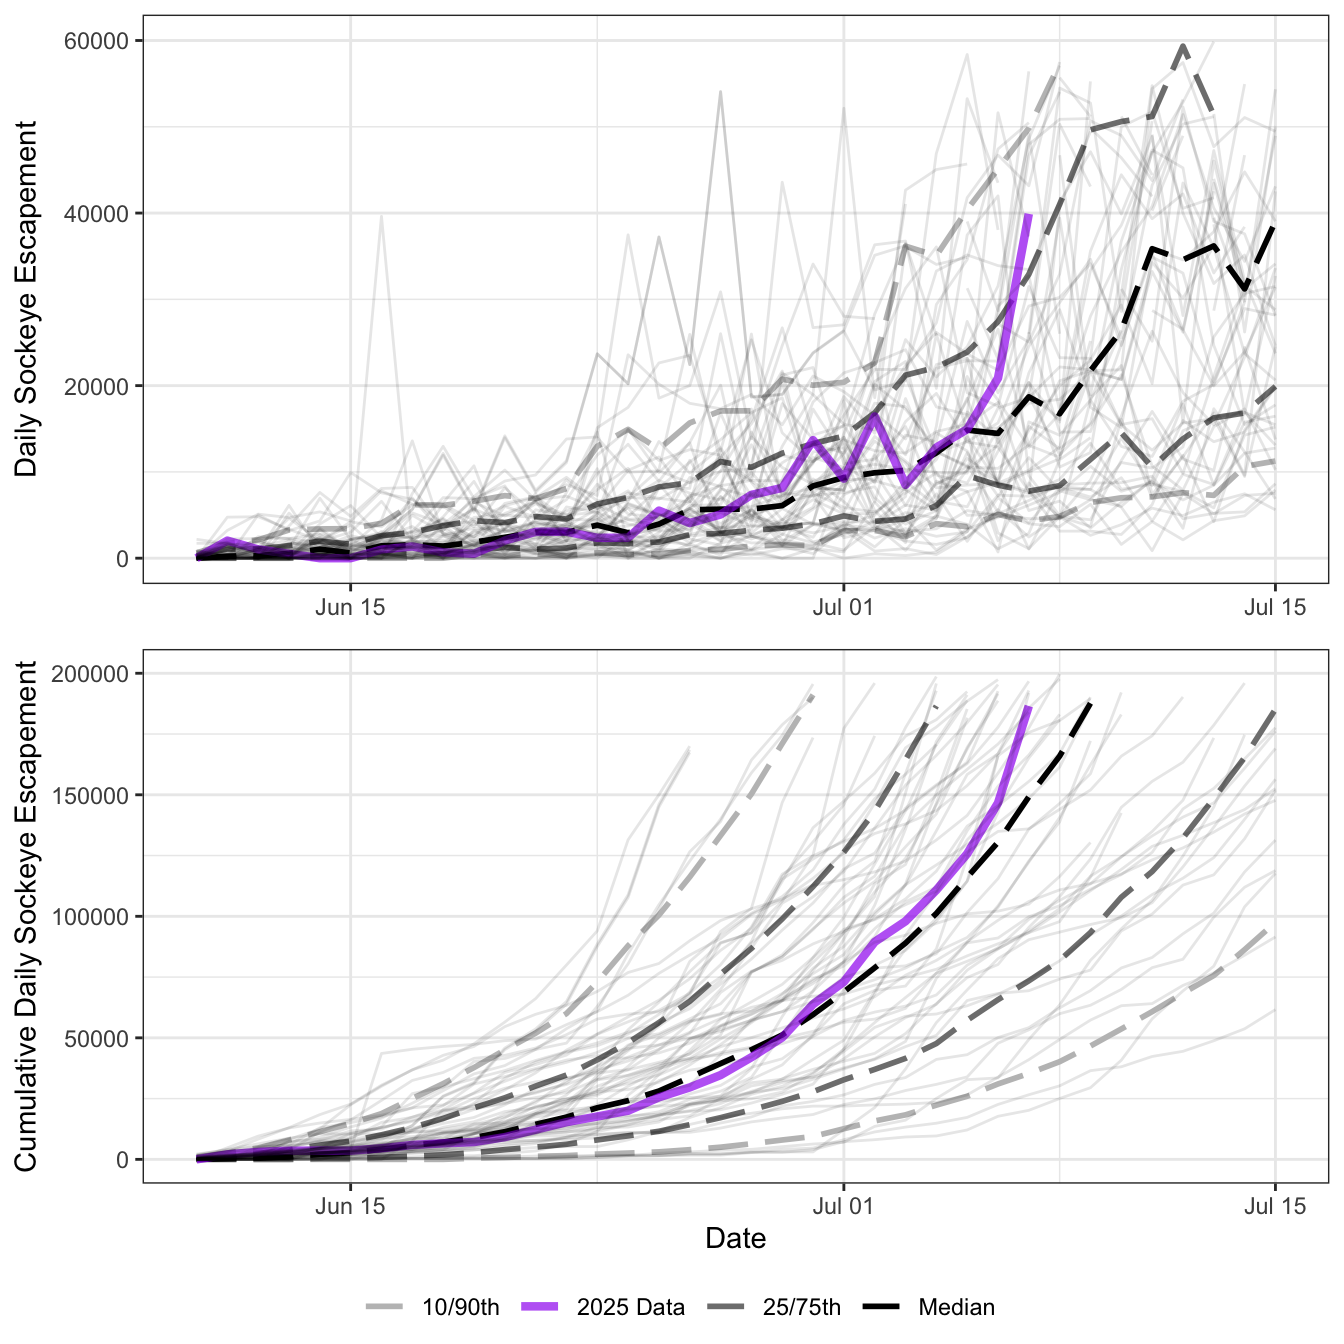 Daily Sockeye Escapement
60000
40000
20000
0
Jun 15
Jul 01
Jul 15
Cumulative Daily Sockeye Escapement
200000
150000
100000
50000
0
Jun 15
Jul 01
Jul 15
Date
10/90th
2025 Data
25/75th
Median